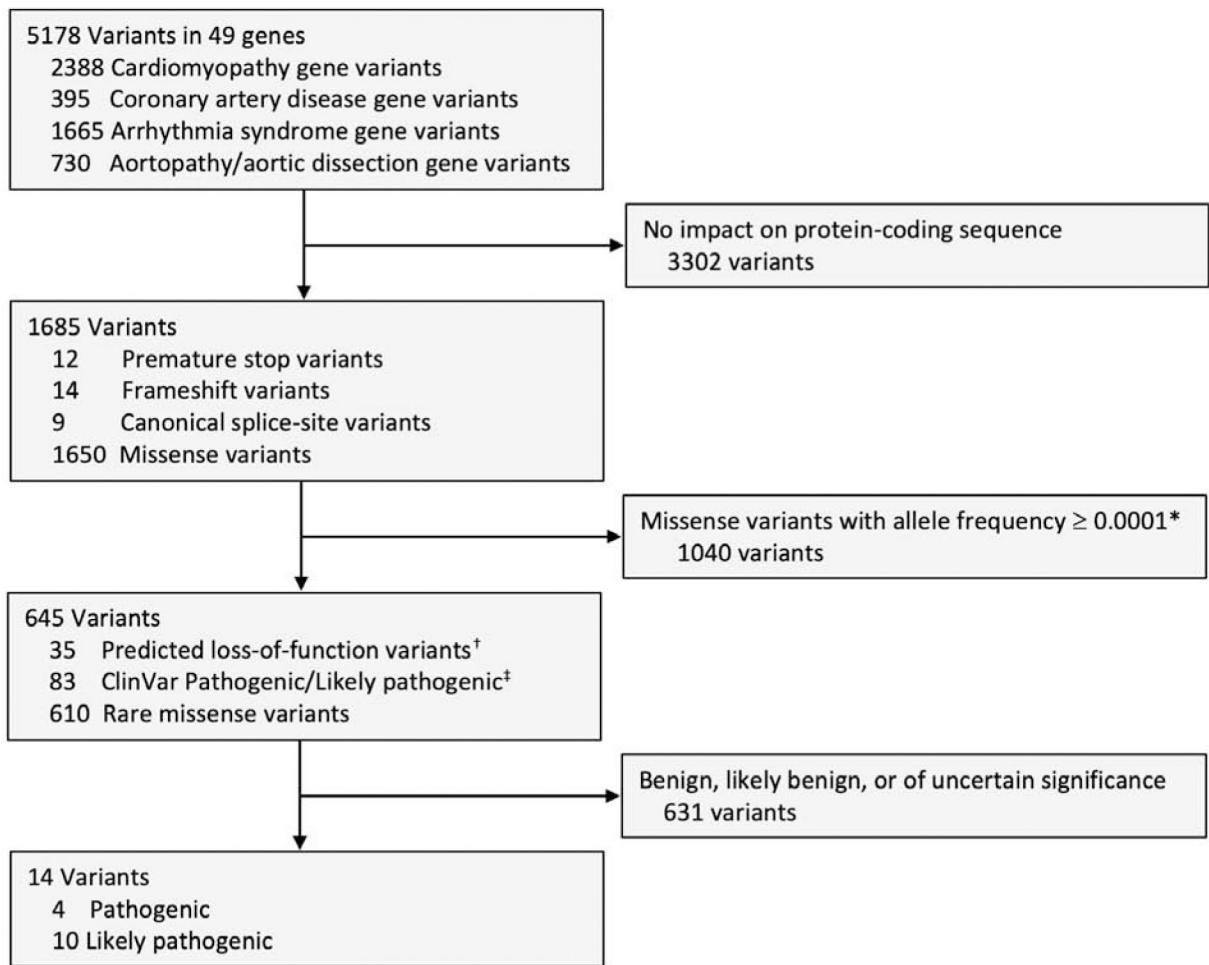 5178 Variants in 49 genes
2388 Cardiomyopathy gene variants
395 Coronary artery disease gene variants
1665 Arrhythmia syndrome gene variants
730 Aortopathy/aortic dissection gene variants
No impact on protein-coding sequence
3302 variants
1685 Variants
12 Premature stop variants
14 Frameshift variants
9 Canonical splice-site variants
1650 Missense variants
Missense variants with allele frequency ≥ 0.0001*
1040 variants
645 Variants
35 Predicted loss-of-function variants†
83 ClinVar Pathogenic/Likely pathogenic‡
610 Rare missense variants
Benign, likely benign, or of uncertain significance
631 variants
14 Variants
4 Pathogenic
10 Likely pathogenic